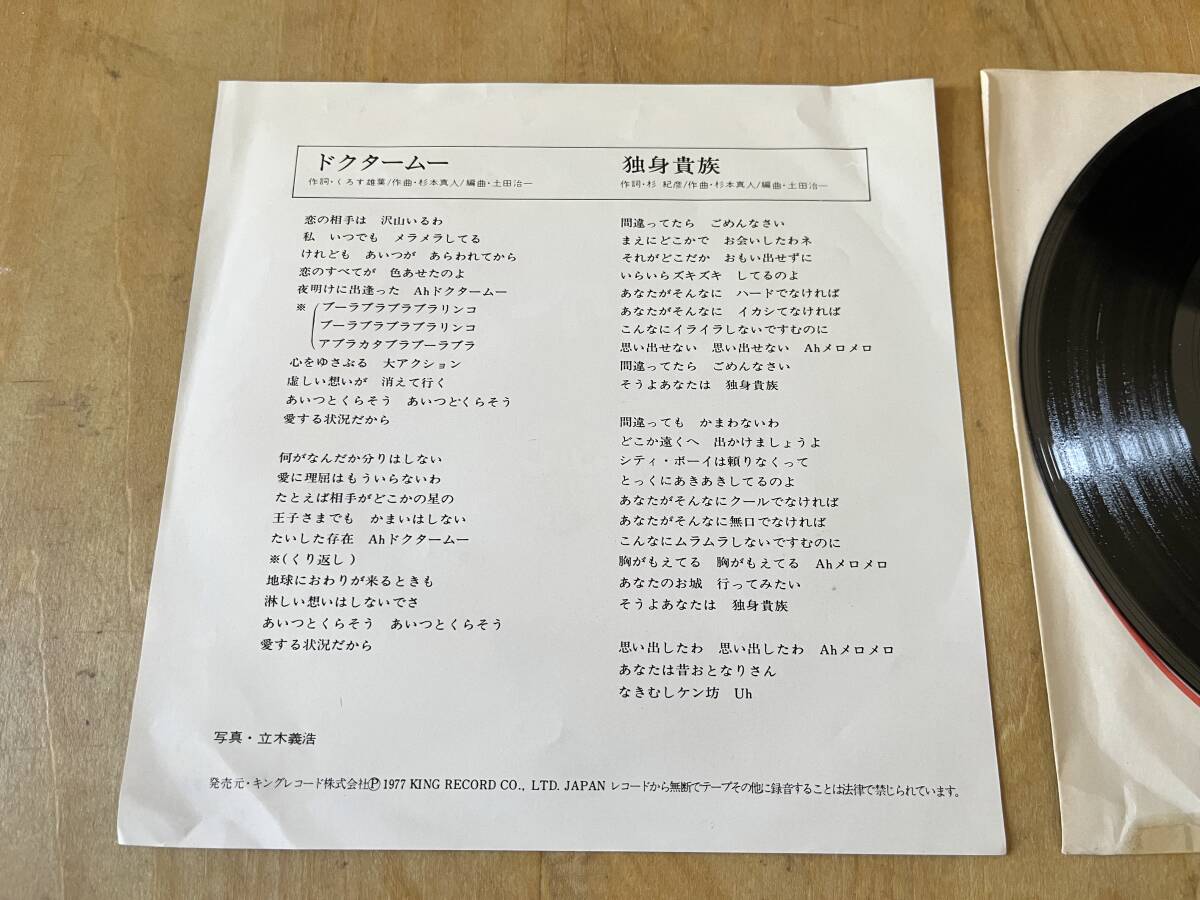 ドクタームー
作詞・くろす雄葉/作曲・杉本真人/編曲・土田治一
恋の相手は　沢山いるわ
私　いつでも　メラメラしてる
けれども　あいつが　あらわれてから
恋のすべてが　色あせたのよ
夜明けに出逢った　Ahドクタームー
※ ブーラブラブラブラリンコ
ブーラブラブラブラリンコ
アブラカタブラブーラブラ
心をゆさぶる　大アクション
虚しい想いが　消えて行く
あいつとくらそう　あいつとくらそう
愛する状況だから
何がなんだか分りはしない
愛に理屈はもういらないわ
たとえば相手がどこかの星の
王子さまでも　かまいはしない
たいした存在　Ahドクタームー
※(くり返し)
地球におわりが来るときも
淋しい想いはしないでさ
あいつとくらそう　あいつとくらそう
愛する状況だから
独身貴族
作詞・杉 紀彦/作曲・杉本真人/編曲・土田治一
間違ってたら　ごめんなさい
まえにどこかで　お会いしたわネ
それがどこだか　おもい出せずに
いらいらズキズキ　してるのよ
あなたがそんなに　ハードでなければ
あなたがそんなに　イカシてなければ
こんなにイライラしないですむのに
思い出せない　思い出せない　Ahメロメロ
間違ってたら　ごめんなさい
そうよあなたは　独身貴族
間違っても　かまわないわ
どこか遠くへ　出かけましょうよ
シティ・ボーイは頼りなくって
とっくにあきあきしてるのよ
あなたがそんなにクールでなければ
あなたがそんなに無口でなければ
こんなにムラムラしないですむのに
胸がもえてる　胸がもえてる　Ahメロメロ
あなたのお城　行ってみたい
そうよあなたは　独身貴族
思い出したわ　思い出したわ　Ahメロメロ
あなたは昔おとなりさん
なきむしケン坊　Uh
写真・立木義浩
発売元・キングレコード株式会社Ⓟ1977 KING RECORD CO., LTD. JAPAN レコードから無断でテープその他に録音することは法律で禁じられています。